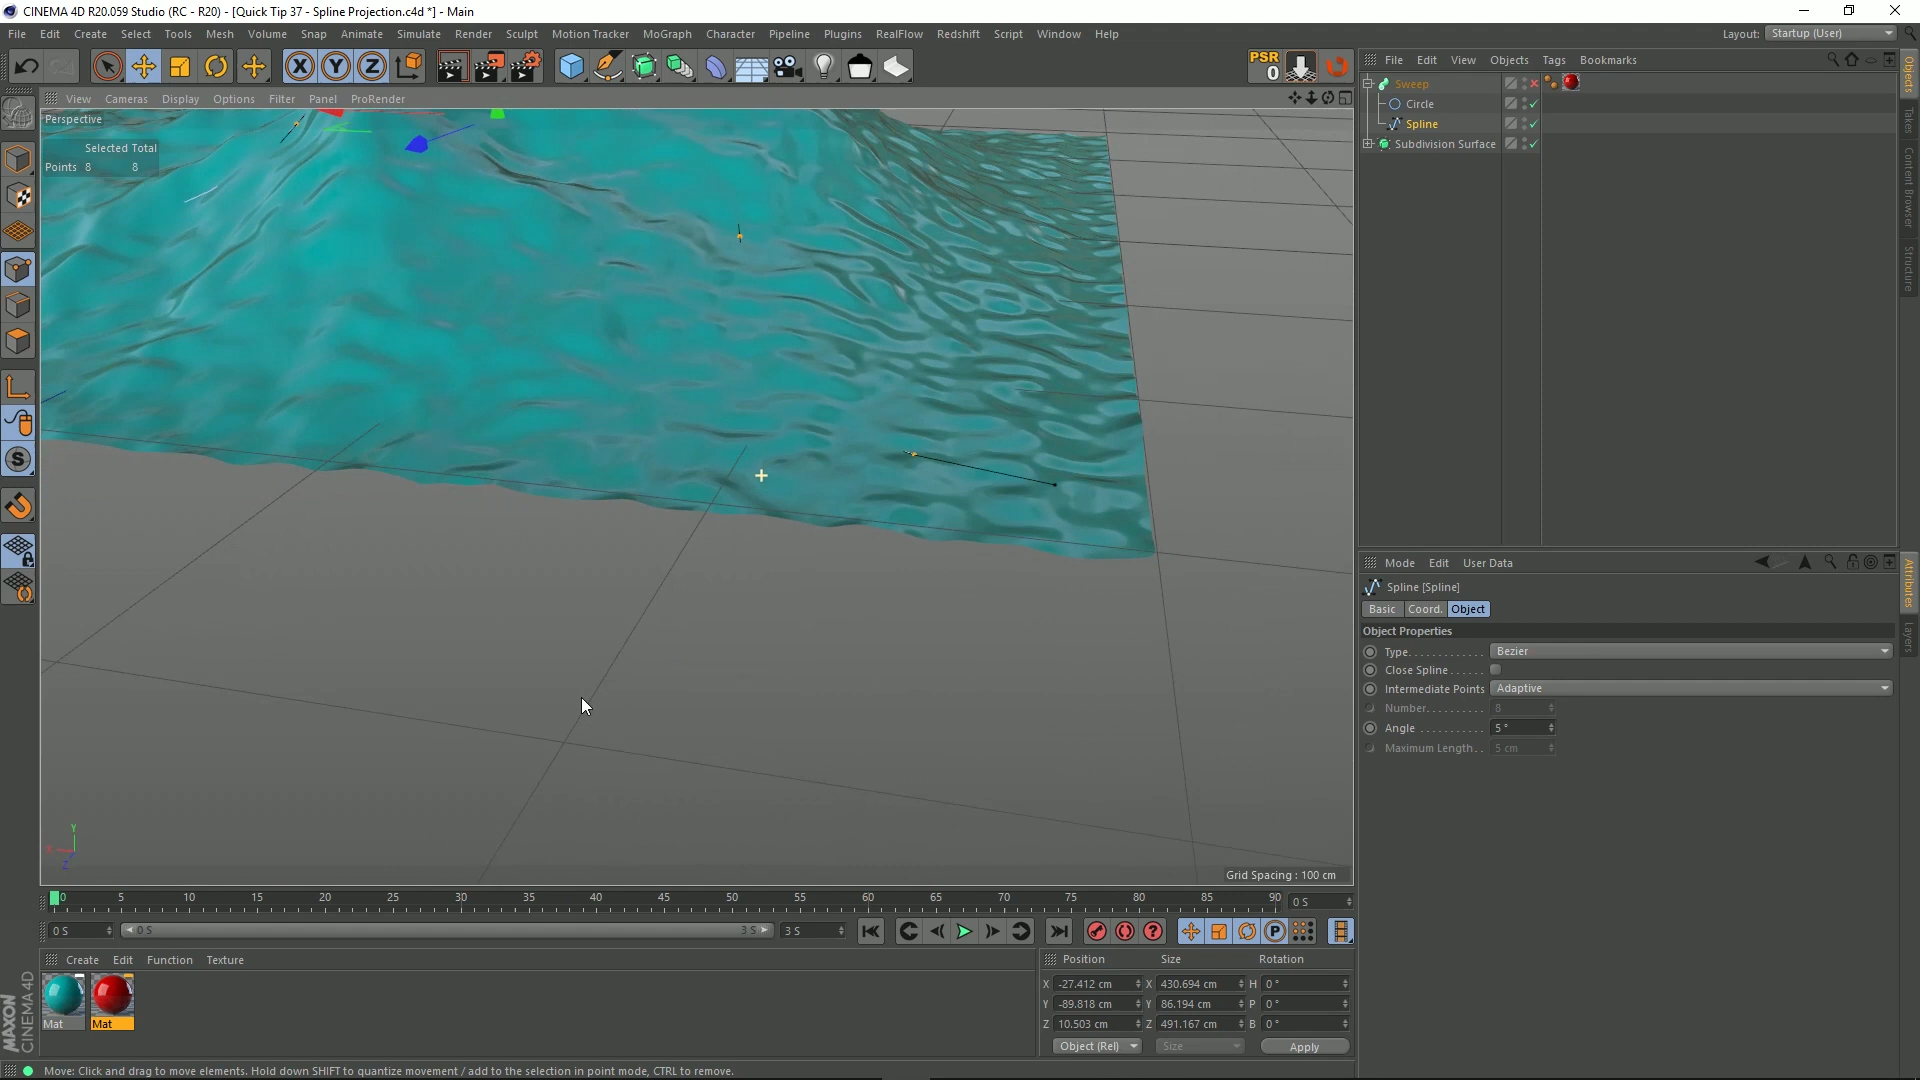 CINEMA 4D R20.059 Studio (RC - R20) - [Quick Tip 37 - Spline Projection.c4d *] - Main
File Edit Create Select Tools Mesh Volume Snap Animate Simulate Render Sculpt Motion Tracker MoGraph Character Pipeline Plugins RealFlow Redshift Script Window Help Layout: Startup (User)
X Y Z PSR 0
File Edit View Objects Tags Bookmarks
View Cameras Display Options Filter Panel ProRender
Perspective
Selected Total
Points 8 8
Sweep
Circle
Spline
Subdivision Surface
Objects
Takes
Content Browser
Structure
Mode Edit User Data
Spline [Spline]
Basic Coord. Object
Object Properties
Type. . . . . . . . . . . . Bezier
Close Spline . . . . . .
Intermediate Points Adaptive
Number. . . . . . . . . . 8
Angle . . . . . . . . . . . 5 °
Maximum Length. . 5 cm
Attributes
Layers
S
Y
X
Z
Grid Spacing : 100 cm
0 5 10 15 20 25 30 35 40 45 50 55 60 65 70 75 80 85 90 0 S
0 S 0 S 3 S 3 S P
Create Edit Function Texture
Mat Mat
Position Size Rotation
X -27.412 cm X 430.694 cm H 0 °
Y -89.818 cm Y 86.194 cm P 0 °
Z 10.503 cm Z 491.167 cm B 0 °
Object (Rel) Size Apply
MAXON
CINEMA 4D
Move: Click and drag to move elements. Hold down SHIFT to quantize movement / add to the selection in point mode, CTRL to remove.